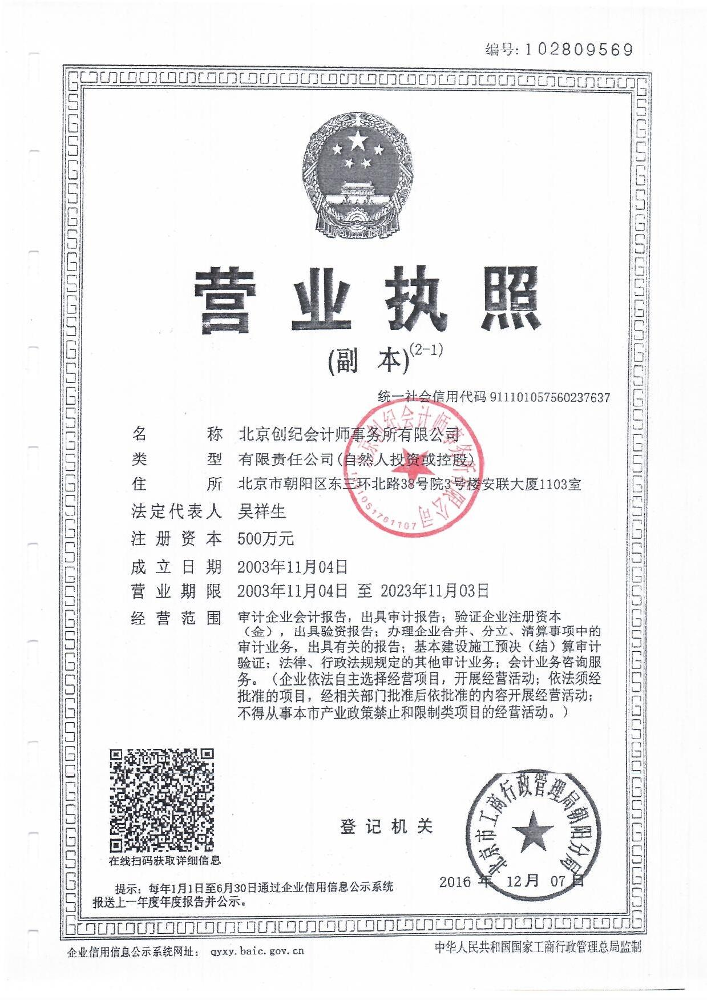 编号:102809569
营业执照
(副 本)(2-1)
统一社会信用代码 911101057560237637
名 称 北京创纪会计师事务所有限公司
类 型 有限责任公司(自然人投资或控股)
住 所 北京市朝阳区东三环北路38号院3号楼安联大厦1103室
法定代表人 吴祥生
注册资本 500万元
成立日期 2003年11月04日
营业期限 2003年11月04日 至 2023年11月03日
经营范围 审计企业会计报告，出具审计报告；验证企业注册资本
（金），出具验资报告；办理企业合并、分立、清算事项中的
审计业务，出具有关的报告；基本建设施工预决（结）算审计
验证；法律、行政法规规定的其他审计业务；会计业务咨询服
务。（企业依法自主选择经营项目，开展经营活动；依法须经
批准的项目，经相关部门批准后依批准的内容开展经营活动；
不得从事本市产业政策禁止和限制类项目的经营活动。）
北京创纪会计师事务所有限公司
1101051761107
在线扫码获取详细信息
登记机关
北京市工商行政管理局朝阳分局
2016 年 12月 07日
提示：每年1月1日至6月30日通过企业信用信息公示系统
报送上一年度年度报告并公示。
企业信用信息公示系统网址： qyxy.baic.gov.cn
中华人民共和国国家工商行政管理总局监制